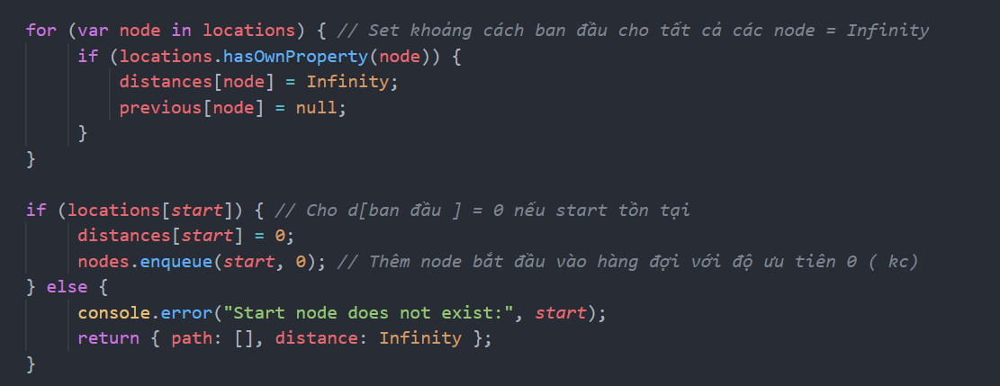 for (var node in locations) { // Set khoảng cách ban đầu cho tất cả các node = Infinity
if (locations.hasOwnProperty(node)) {
distances[node] = Infinity;
previous[node] = null;
}
}
if (locations[start]) { // Cho d[ban đầu ] = 0 nếu start tồn tại
distances[start] = 0;
nodes.enqueue(start, 0); // Thêm node bắt đầu vào hàng đợi với độ ưu tiên 0 ( kc)
} else {
console.error("Start node does not exist:", start);
return { path: [], distance: Infinity };
}